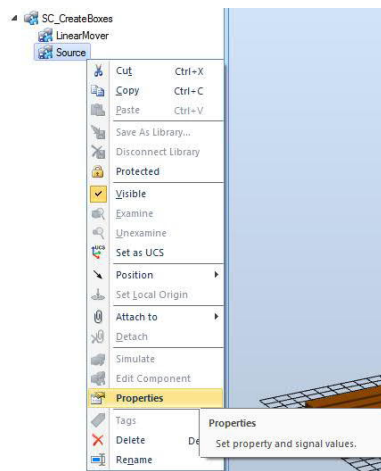 SC_CreateBoxes
LinearMover
Source
Cut Ctrl+X
Copy Ctrl+C
Paste Ctrl+V
Save As Library...
Disconnect Library
Protected
Visible
Examine
Unexamine
UCS
Set as UCS
Position
Set Local Origin
Attach to
Detach
Simulate
Edit Component
Properties
Tags
Delete De
Rename
Properties
Set property and signal values.